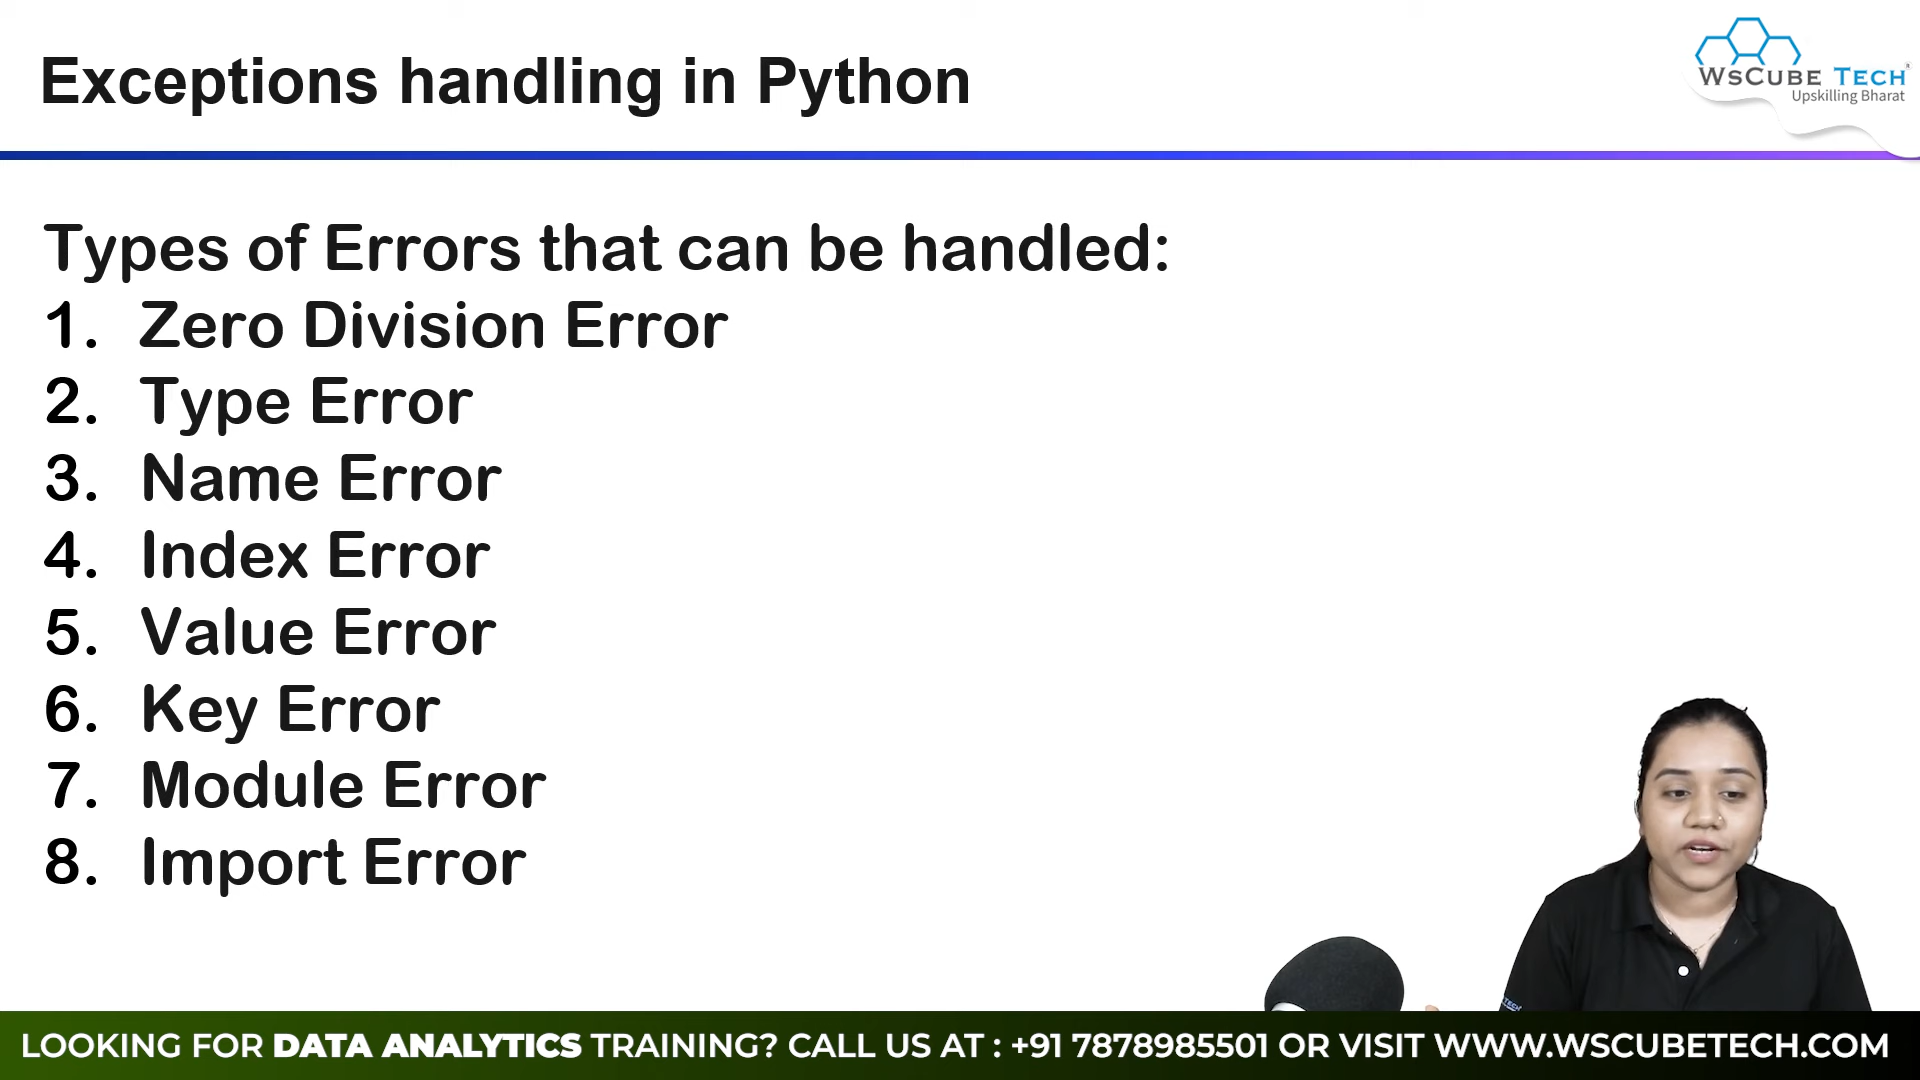 Exceptions handling in Python
WsCube Tech
Upskilling Bharat
Types of Errors that can be handled:
1. Zero Division Error
2. Type Error
3. Name Error
4. Index Error
5. Value Error
6. Key Error
7. Module Error
8. Import Error
TECH
LOOKING FOR DATA ANALYTICS TRAINING? CALL US AT : +91 7878985501 OR VISIT WWW.WSCUBETECH.COM